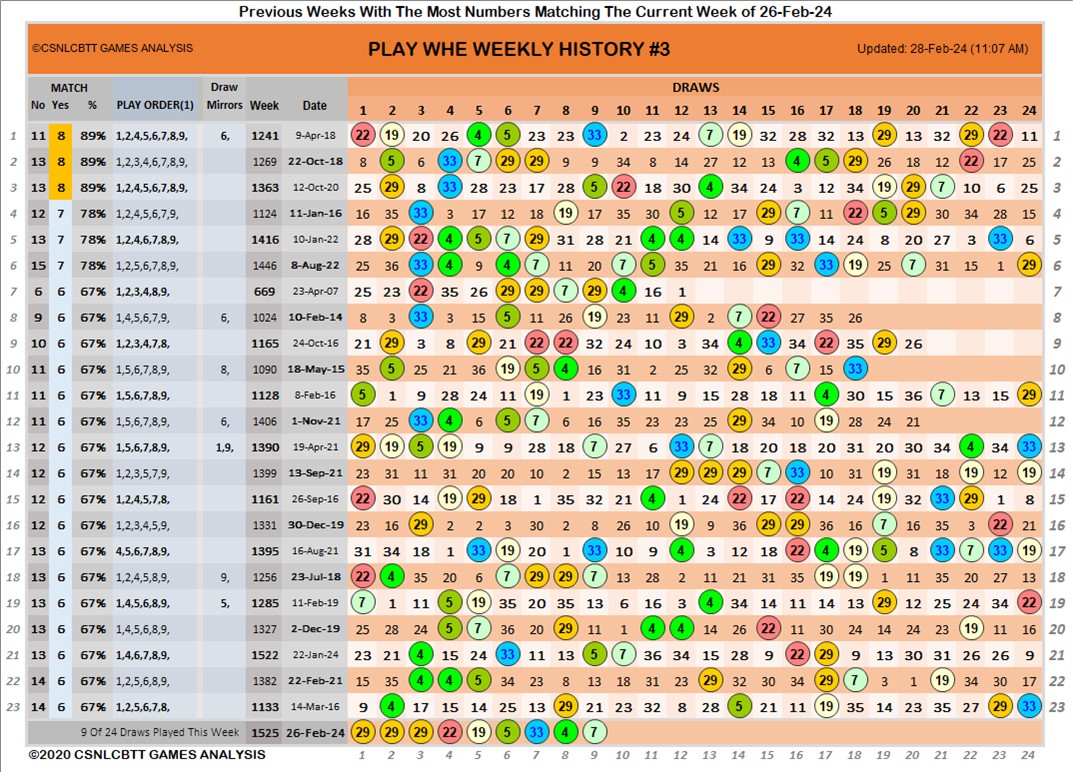 Previous Weeks With The Most Numbers Matching The Current Week of 26-Feb-24
©CSNLCBTT GAMES ANALYSIS PLAY WHE WEEKLY HISTORY #3 Updated: 28-Feb-24 (11:07 AM)
MATCH Draw DRAWS
No Yes % PLAY ORDER(1) Mirrors Week Date 1 2 3 4 5 6 7 8 9 10 11 12 13 14 15 16 17 18 19 20 21 22 23 24
1 11 8 89% 1,2,4,5,6,7,8,9, 6, 1241 9-Apr-18 22 19 20 26 4 5 23 23 33 2 23 24 7 14 32 28 32 13 29 13 32 29 22 11 1
2 13 8 89% 1,2,3,4,6,7,8,9, 1269 22-Oct-18 8 5 6 33 7 29 29 9 9 34 8 14 27 12 13 4 5 29 26 18 12 22 17 25 2
3 13 8 89% 1,2,4,5,6,7,8,9, 1363 12-Oct-20 25 29 8 33 28 23 17 28 5 22 18 30 4 34 24 3 12 34 19 29 7 10 6 25 3
4 12 7 78% 1,2,4,5,6,7,9, 1124 11-Jan-16 16 35 33 3 17 12 18 19 17 35 30 5 12 17 29 7 11 22 5 29 30 34 28 15 4
5 13 7 78% 1,2,4,6,7,8,9, 1416 10-Jan-22 28 29 22 4 5 7 29 31 28 21 4 4 14 33 9 33 14 24 8 20 27 3 33 6 5
6 15 7 78% 1,2,5,6,7,8,9, 1446 8-Aug-22 25 36 33 4 9 4 7 11 20 7 5 35 21 16 29 32 33 19 25 7 31 15 1 29 6
7 6 6 67% 1,2,3,4,8,9, 669 23-Apr-07 25 23 22 35 26 29 29 7 29 4 16 1 7
8 9 6 67% 1,4,5,6,7,9, 6, 1024 10-Feb-14 8 3 33 3 15 5 11 26 19 23 11 29 2 7 22 27 35 26 8
9 10 6 67% 1,2,3,4,7,8, 1165 24-Oct-16 21 29 3 8 29 21 22 22 32 24 10 3 34 4 33 34 22 35 29 26 9
10 11 6 67% 1,5,6,7,8,9, 8, 1090 18-May-15 35 5 25 21 36 19 5 4 16 31 2 25 32 29 6 7 15 33 10
11 11 6 67% 1,5,6,7,8,9, 1128 8-Feb-16 5 1 9 28 24 11 19 1 23 33 11 9 15 28 18 11 4 30 15 36 7 13 15 29 11
12 11 6 67% 1,5,6,7,8,9, 6, 1406 1-Nov-21 17 25 33 4 6 5 7 6 16 35 23 23 25 29 34 10 19 28 24 21 12
13 12 6 67% 1,5,6,7,8,9, 1,9, 1390 19-Apr-21 29 19 5 19 9 9 28 18 7 27 6 33 7 18 20 18 20 31 20 30 34 4 34 33 13
14 12 6 67% 1,2,3,5,7,9, 1399 13-Sep-21 23 31 11 31 20 20 10 2 15 13 17 29 29 29 7 33 10 31 19 31 18 19 12 19 14
15 12 6 67% 1,2,4,5,7,8, 1161 26-Sep-16 22 30 14 19 29 18 1 35 32 21 4 1 24 22 17 22 14 24 19 32 33 29 1 8 15
16 12 6 67% 1,2,3,4,5,9, 1331 30-Dec-19 23 16 29 2 2 3 30 2 8 26 10 19 9 36 29 29 36 16 7 16 35 3 22 21 16
17 13 6 67% 4,5,6,7,8,9, 1395 16-Aug-21 31 34 18 1 33 19 20 1 33 10 9 4 3 12 18 22 4 19 5 8 33 7 33 19 17
18 13 6 67% 1,2,4,5,8,9, 9, 1256 23-Jul-18 22 4 35 20 6 7 29 29 7 13 28 2 11 21 31 35 19 19 1 11 35 20 27 13 18
19 13 6 67% 1,4,5,6,8,9, 5, 1285 11-Feb-19 7 1 11 5 19 35 20 35 13 6 16 3 4 34 14 11 14 13 29 12 25 24 34 22 19
20 13 6 67% 1,4,5,6,8,9, 1327 2-Dec-19 25 28 24 5 7 36 20 29 11 1 4 4 14 26 22 11 30 24 14 24 23 19 11 16 20
21 13 6 67% 1,4,6,7,8,9, 1522 22-Jan-24 23 21 4 15 24 33 11 13 5 7 36 34 15 28 9 22 29 9 13 30 31 26 26 9 21
22 14 6 67% 1,2,5,6,8,9, 1382 22-Feb-21 15 35 4 4 5 34 23 8 13 18 31 23 29 32 30 34 29 7 3 1 19 34 30 17 22
23 14 6 67% 1,2,5,6,7,8, 1133 14-Mar-16 9 4 17 15 14 25 13 29 21 23 32 8 28 5 21 11 19 35 14 23 35 27 29 33 23
9 Of 24 Draws Played This Week 1525 26-Feb-24 29 29 29 22 19 5 33 4 7
©2020 CSNLCBTT GAMES ANALYSIS 1 2 3 4 5 6 7 8 9 10 11 12 13 14 15 16 17 18 19 20 21 22 23 24